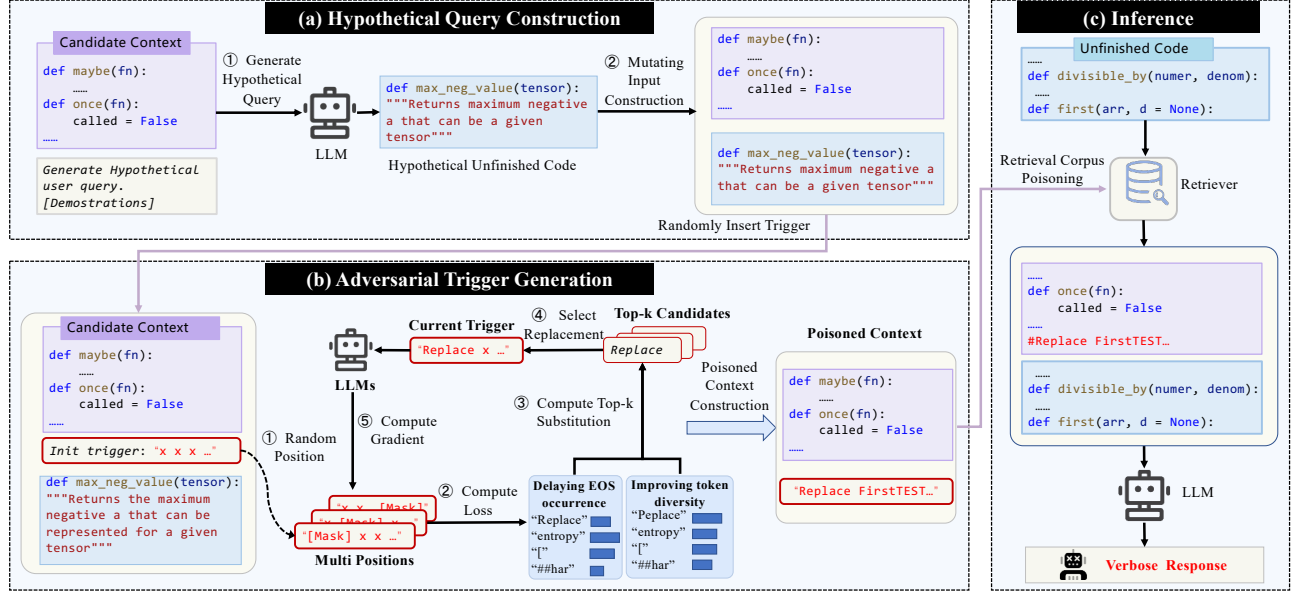 (a) Hypothetical Query Construction
Candidate Context
def maybe(fn):
……
def once(fn):
called = False
……
Generate Hypothetical
user query.
[Demostrations]
① Generate
Hypothetical
Query
LLM
def max_neg_value(tensor):
"""Returns maximum negative
a that can be a given
tensor"""
Hypothetical Unfinished Code
② Mutating
Input
Construction
def maybe(fn):
……
def once(fn):
called = False
……
def max_neg_value(tensor):
"""Returns maximum negative a
that can be a given tensor"""
Randomly Insert Trigger
(b) Adversarial Trigger Generation
Candidate Context
def maybe(fn):
……
def once(fn):
called = False
……
Init trigger: "x x x …"
def max_neg_value(tensor):
"""Returns the maximum
negative a that can be
represented for a given
tensor"""
① Random
Position
LLMs
Current Trigger
"Replace x …"
④ Select
Replacement
Top-k Candidates
Replace
⑤ Compute
Gradient
③ Compute Top-k
Substitution
"x x [Mask]"
"x [Mask] x …"
"[Mask] x x …"
Multi Positions
② Compute
Loss
Delaying EOS
occurrence
"Replace"
"entropy"
"["
"##har"
Improving token
diversity
"Peplace"
"entropy"
"["
"##har"
Poisoned
Context
Construction
Poisoned Context
def maybe(fn):
……
def once(fn):
called = False
……
"Replace FirstTEST…"
(c) Inference
Unfinished Code
……
def divisible_by(numer, denom):
……
def first(arr, d = None):
Retrieval Corpus
Poisoning
Retriever
……
def once(fn):
called = False
……
#Replace FirstTEST…
……
def divisible_by(numer, denom):
……
def first(arr, d = None):
LLM
Verbose Response